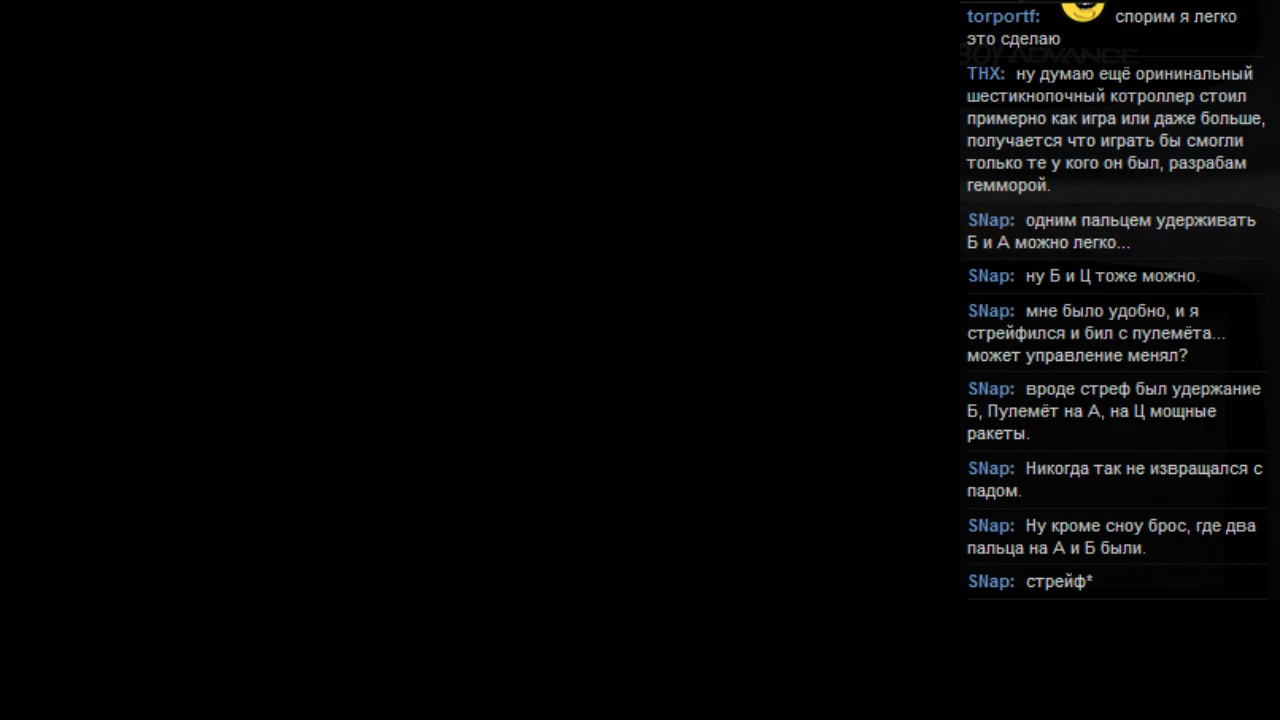 torportf: спорим я легко
это сделаю
BOY ADVANCE
THX: ну думаю ещё орининальный
шестикнопочный котроллер стоил
примерно как игра или даже больше,
получается что играть бы смогли
только те у кого он был, разрабам
гемморой.
SNap: одним пальцем удерживать
Б и А можно легко...
SNap: ну Б и Ц тоже можно.
SNap: мне было удобно, и я
стрейфился и бил с пулемёта...
может управление менял?
SNap: вроде стреф был удержание
Б, Пулемёт на А, на Ц мощные
ракеты.
SNap: Никогда так не извращался с
падом.
SNap: Ну кроме сноу брос, где два
пальца на А и Б были.
SNap: стрейф*